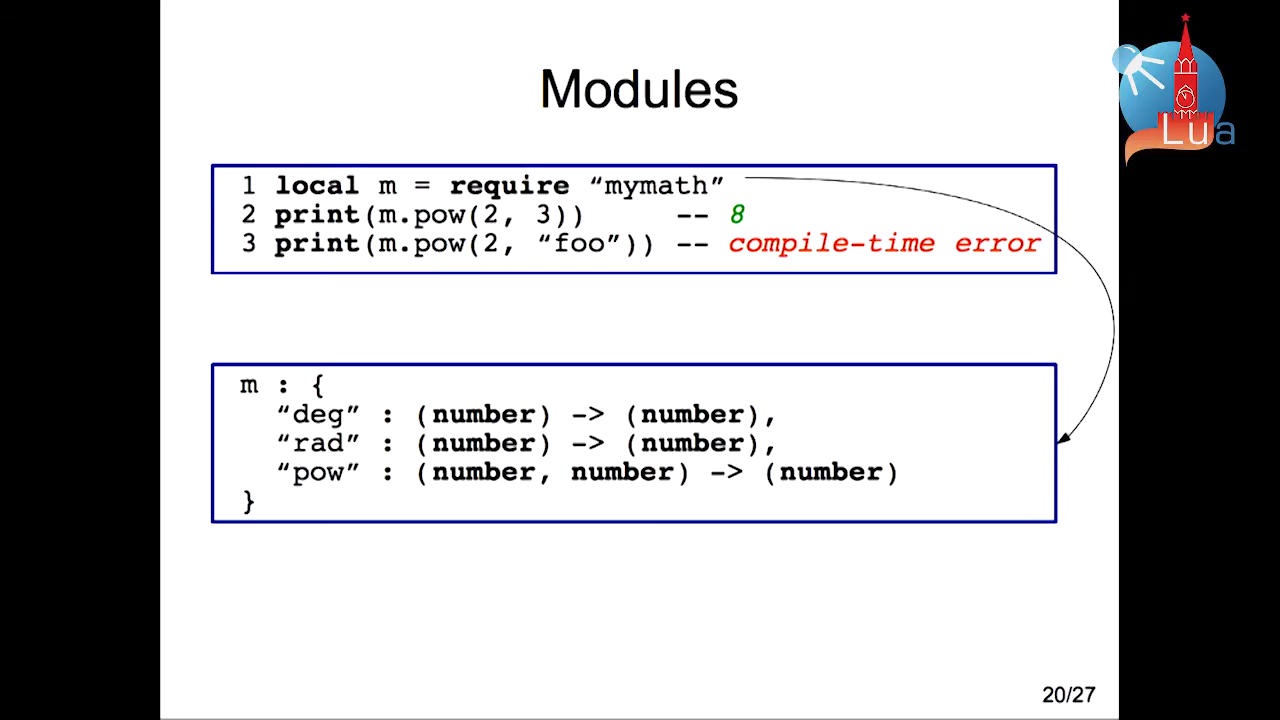 Modules
Lua
1 local m = require “mymath”
2 print(m.pow(2, 3)) -- 8
3 print(m.pow(2, “foo”)) -- compile-time error
m : {
“deg” : (number) -> (number),
“rad” : (number) -> (number),
“pow” : (number, number) -> (number)
}
20/27